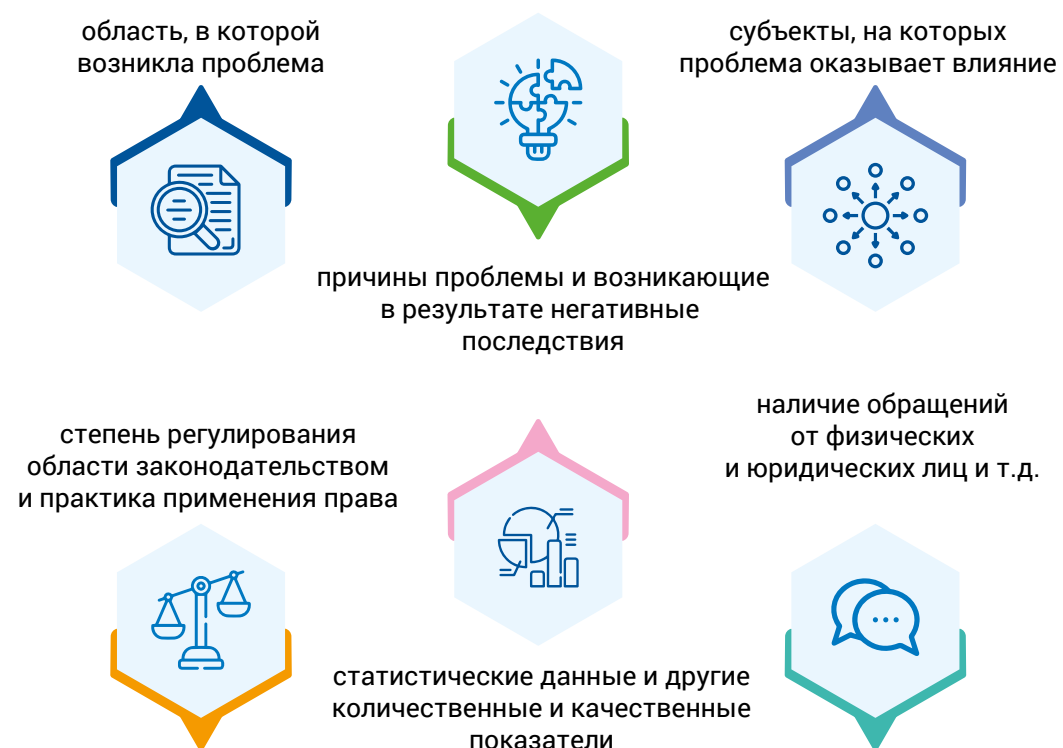 область, в которой
возникла проблема
субъекты, на которых
проблема оказывает влияние
причины проблемы и возникающие
в результате негативные
последствия
степень регулирования
области законодательством
и практика применения права
наличие обращений
от физических
и юридических лиц и т.д.
статистические данные и другие
количественные и качественные
показатели